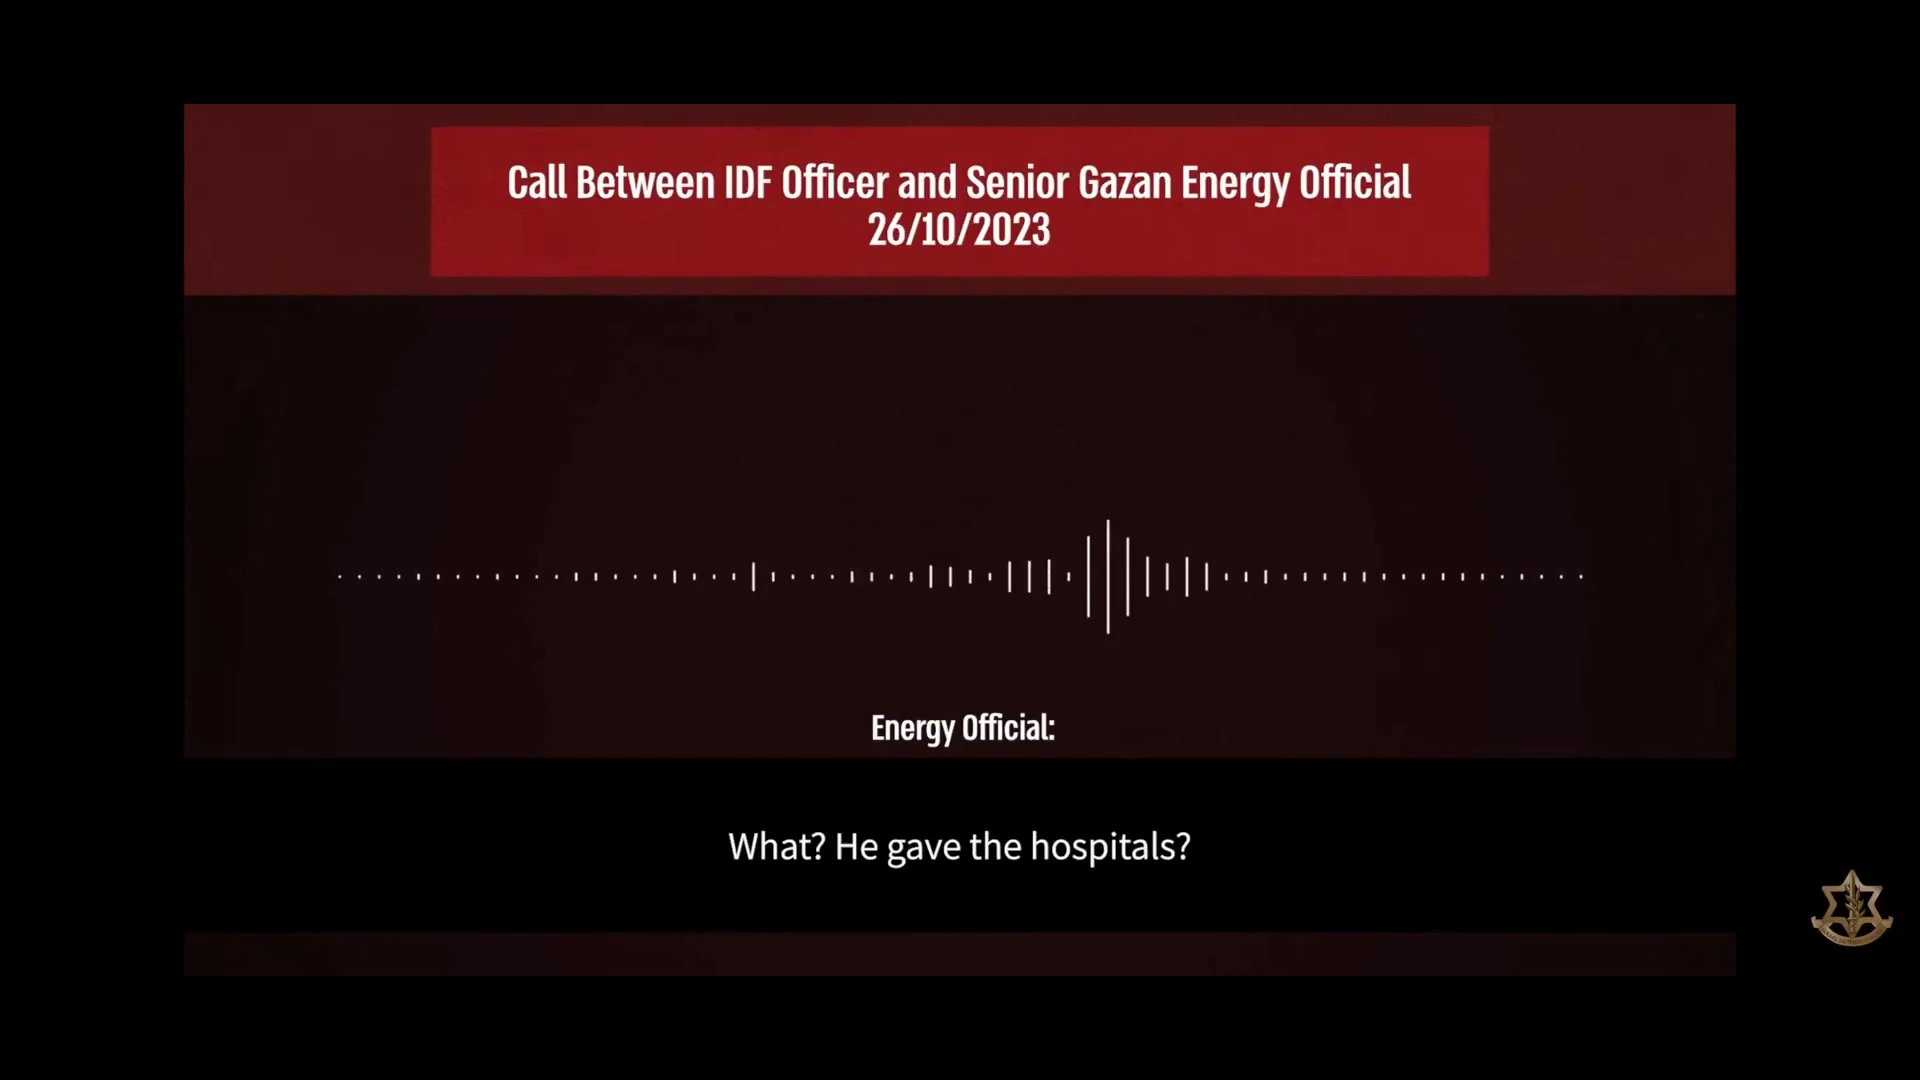 Call Between IDF Officer and Senior Gazan Energy Official
26/10/2023
Energy Official:
What? He gave the hospitals?